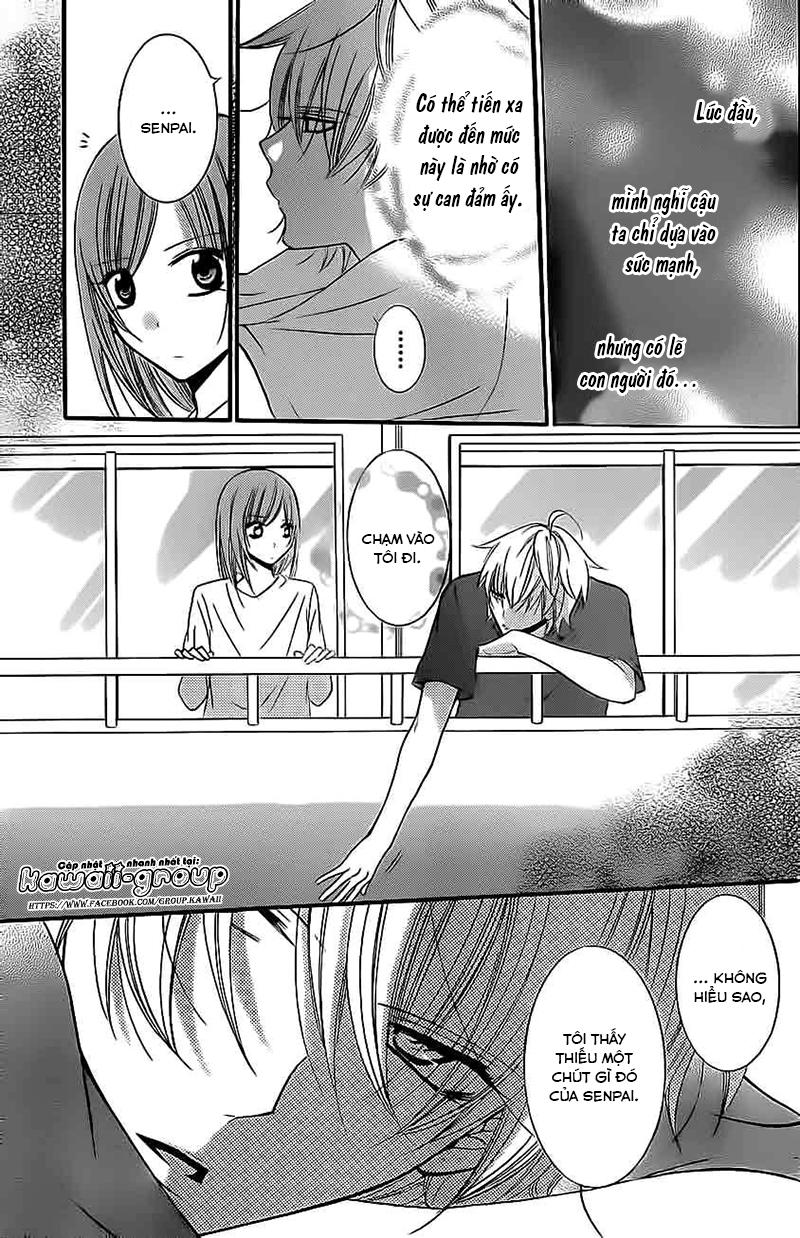 Lúc đầu,
mình nghĩ cậu
ta chỉ dựa vào
sức mạnh,
nhưng có lẽ
con người đó...
Có thể tiến xa
được đến mức
này là nhờ có
sự can đảm ấy.
......
...
SENPAI.
CHẠM VÀO
TÔI ĐI.
Cập nhật nhanh nhất tại:
kawaii-group
HTTPS://WWW.FACEBOOK.COM/GROUP.KAWAII
... KHÔNG
HIỂU SAO,
TÔI THẤY
THIẾU MỘT
CHÚT GÌ ĐÓ
CỦA SENPAI.